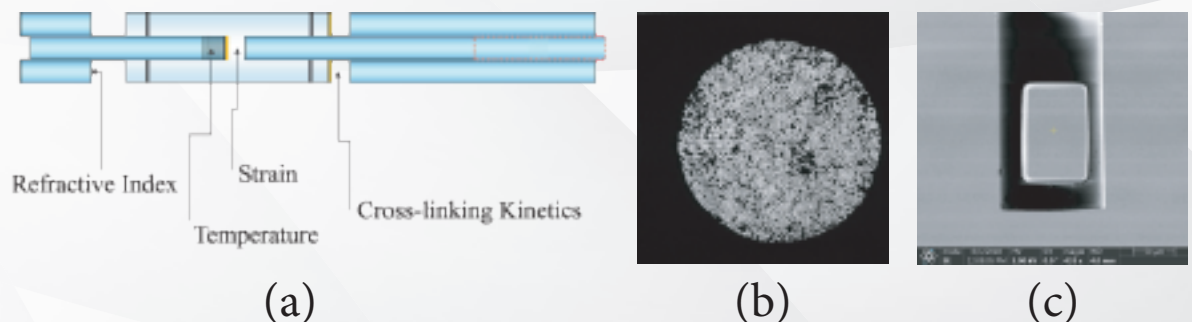 Refractive Index
Strain
Cross-linking Kinetics
Temperature
(a)
(b)
(c)